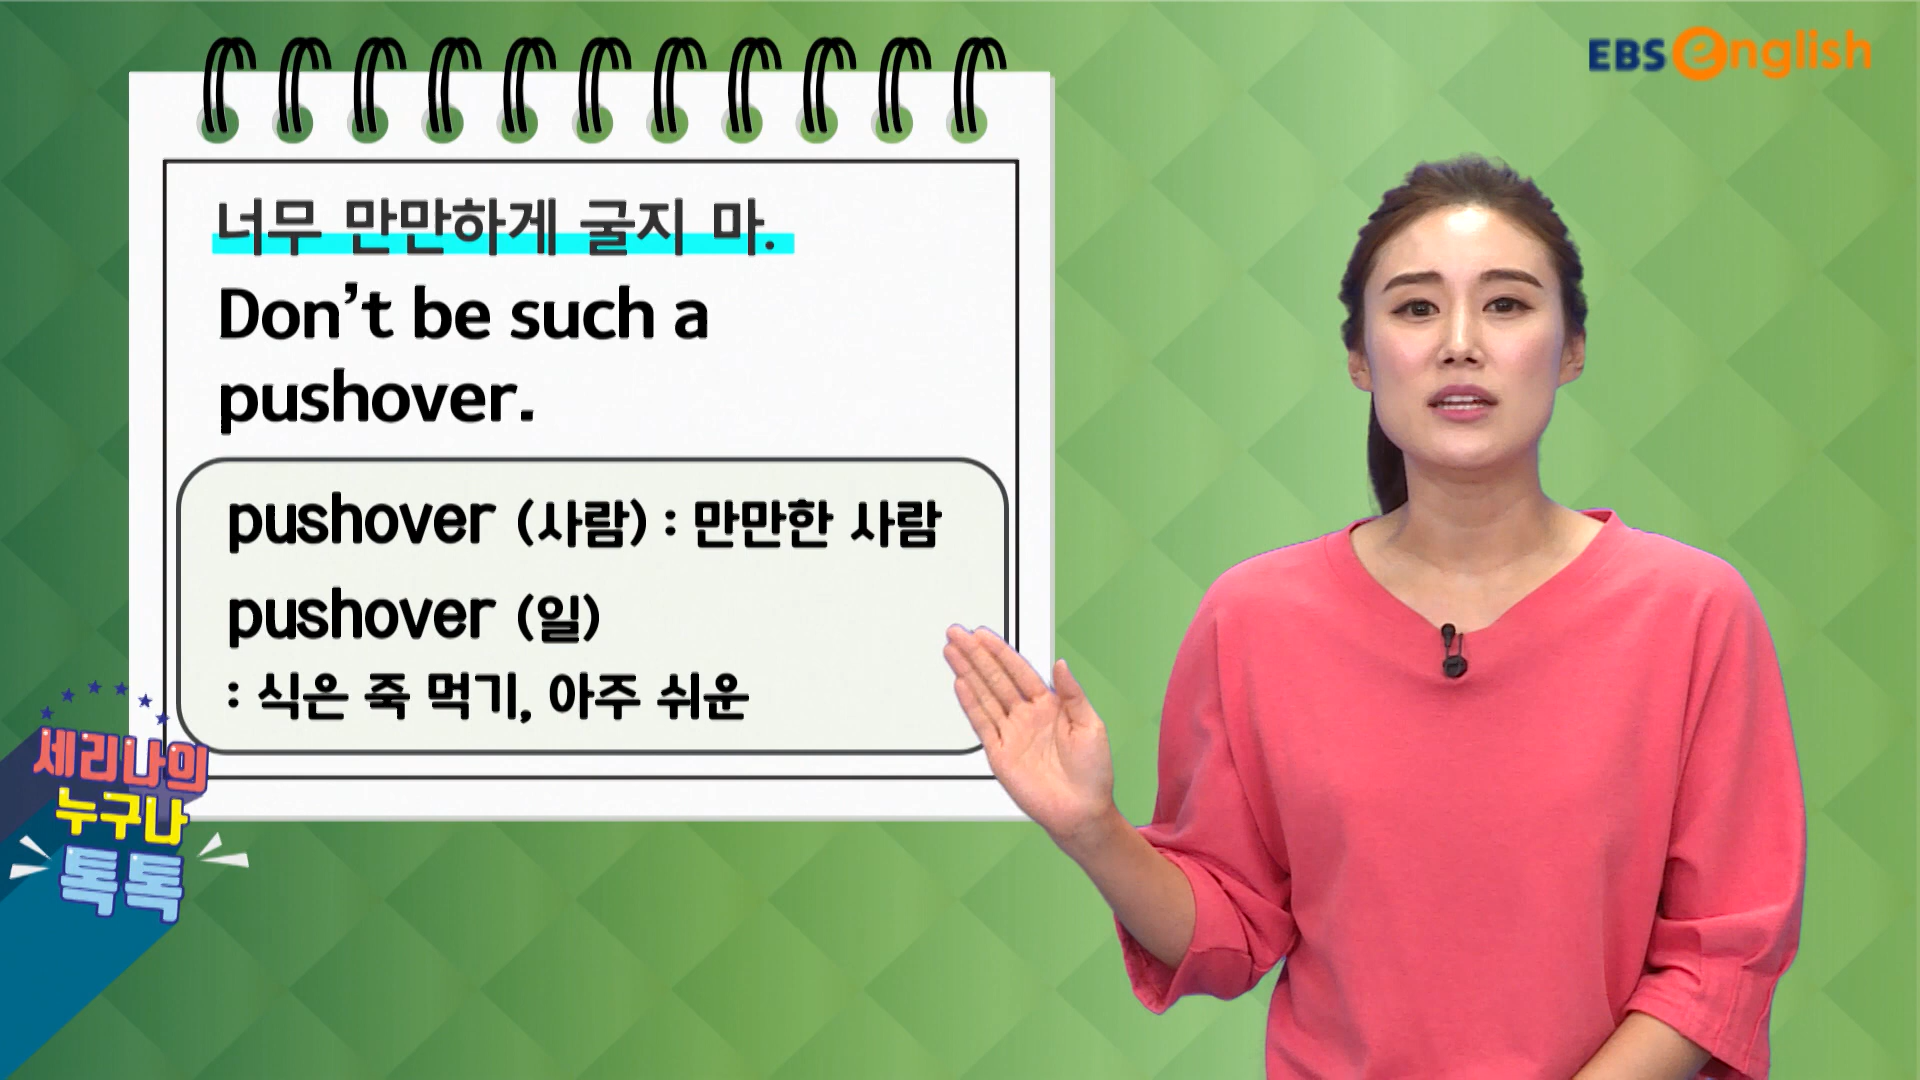 EBS english
너무 만만하게 굴지 마.
Don't be such a
pushover.
pushover (사람) : 만만한 사람
pushover (일)
: 식은 죽 먹기, 아주 쉬운
세리나의
누구나
톡톡